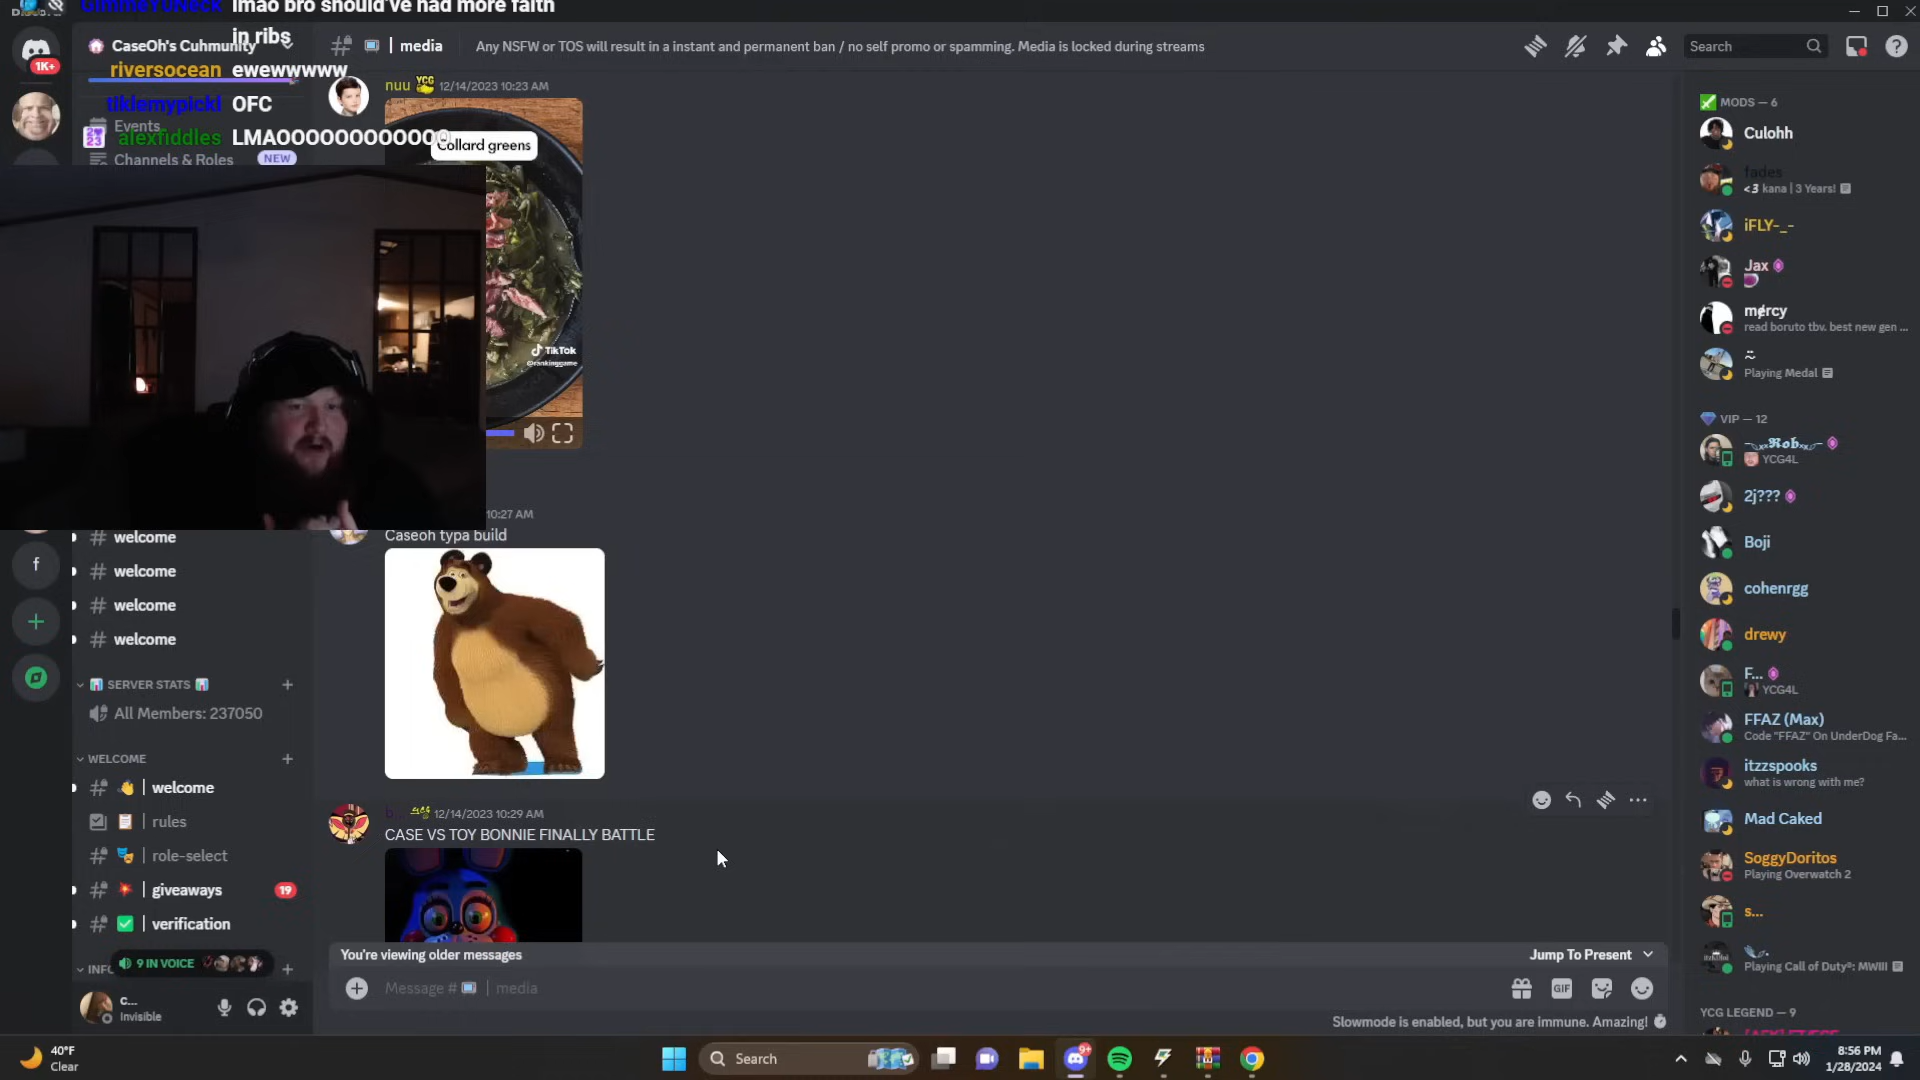 GimmeYoNeck lmao bro should've had more faith
in ribs
riversocean ewewwwww
OFC
alexfiddles LMAOOOOOOOOOOOO
1K+
CaseOh's Cuhmunity
Events
Channels & Roles NEW
# | media
Any NSFW or TOS will result in a instant and permanent ban / no self promo or spamming. Media is locked during streams
Search
nuu YCG 12/14/2023 10:23 AM
Collard greens
TikTok
@rankinggame
10:27 AM
Caseoh typa build
12/14/2023 10:29 AM
CASE VS TOY BONNIE FINALLY BATTLE
You're viewing older messages
Jump To Present
Message # | media
GIF
Slowmode is enabled, but you are immune. Amazing!
f
# welcome
# welcome
# welcome
# welcome
SERVER STATS
All Members: 237050
WELCOME
# | welcome
| rules
# | role-select
# | giveaways 19
# | verification
INFO
9 IN VOICE
c...
Invisible
MODS — 6
Culohh
fades
<3 kana | 3 Years!
iFLY-_-
Jax
mercy
read boruto tbv. best new gen ...
Playing Medal
VIP — 12
Rob
YCG4L
2j???
Boji
cohenrgg
drewy
F...
YCG4L
FFAZ (Max)
Code "FFAZ" On UnderDog Fa...
itzzspooks
what is wrong with me?
Mad Caked
SoggyDoritos
Playing Overwatch 2
s...
Playing Call of Duty®: MWIII
YCG LEGEND — 9
40°F
Clear
Search
9+
8:56 PM
1/28/2024